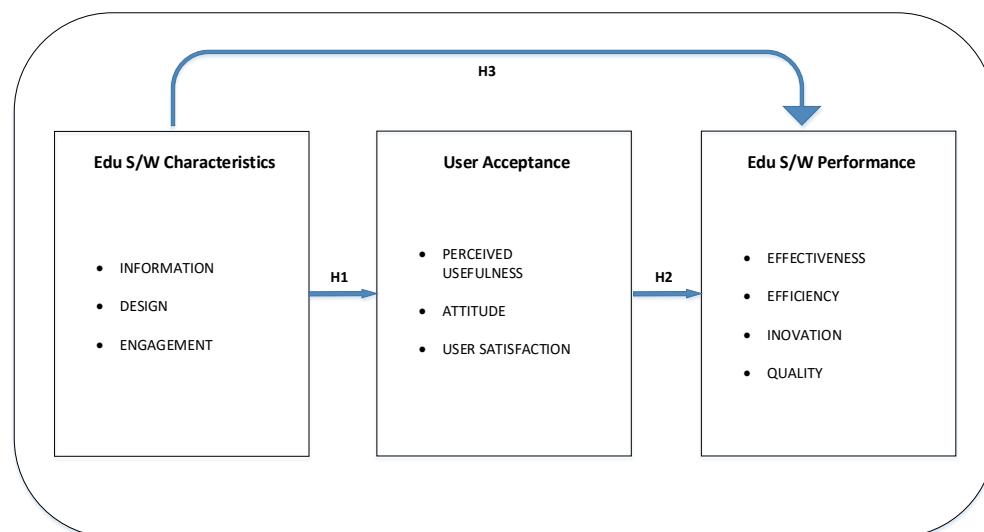 H3
Edu S/W Characteristics
• INFORMATION
• DESIGN
• ENGAGEMENT
H1
User Acceptance
• PERCEIVED
USEFULNESS
• ATTITUDE
• USER SATISFACTION
H2
Edu S/W Performance
• EFFECTIVENESS
• EFFICIENCY
• INOVATION
• QUALITY